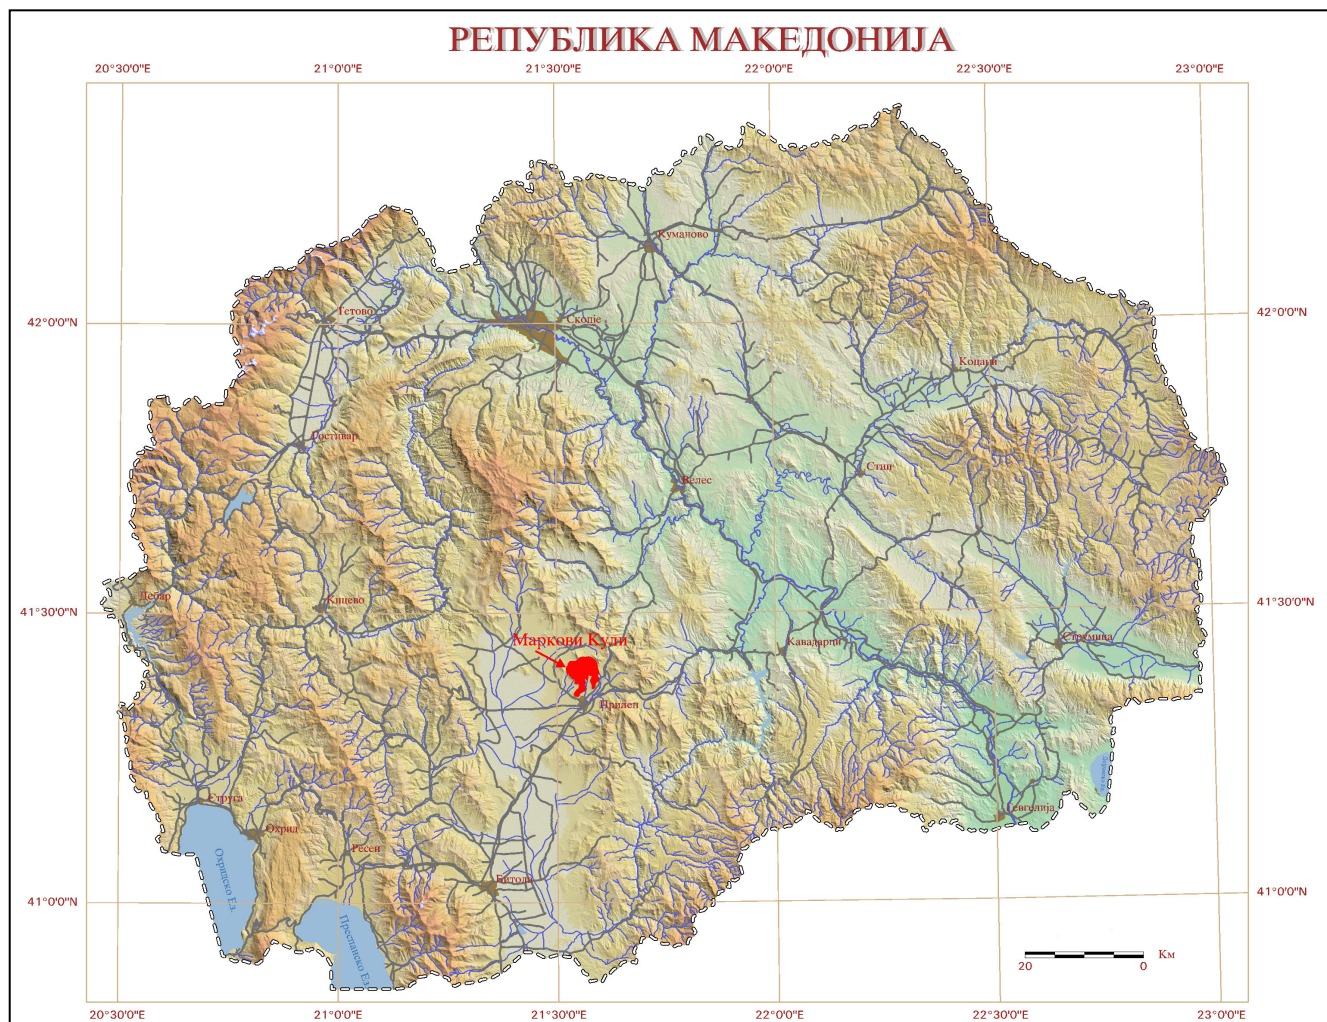 РЕПУБЛИКА МАКЕДОНИЈА
20°30'0"E 21°0'0"E 21°30'0"E 22°0'0"E 22°30'0"E 23°0'0"E
Куманово
42°0'0"N
Тетово
Скопје
42°0'0"N
Кочани
Гостивар
Штип
Велес
Дебар
Кичево
41°30'0"N
41°30'0"N
Маркови Кули
Кавадарци
Струмица
Прилеп
Струга
Гевгелија
Охрид
Ресен
Битола
Охридско Ез.
Преспанско Ез.
41°0'0"N
41°0'0"N
Км
20 0
20°30'0"E 21°0'0"E 21°30'0"E 22°0'0"E 22°30'0"E 23°0'0"E